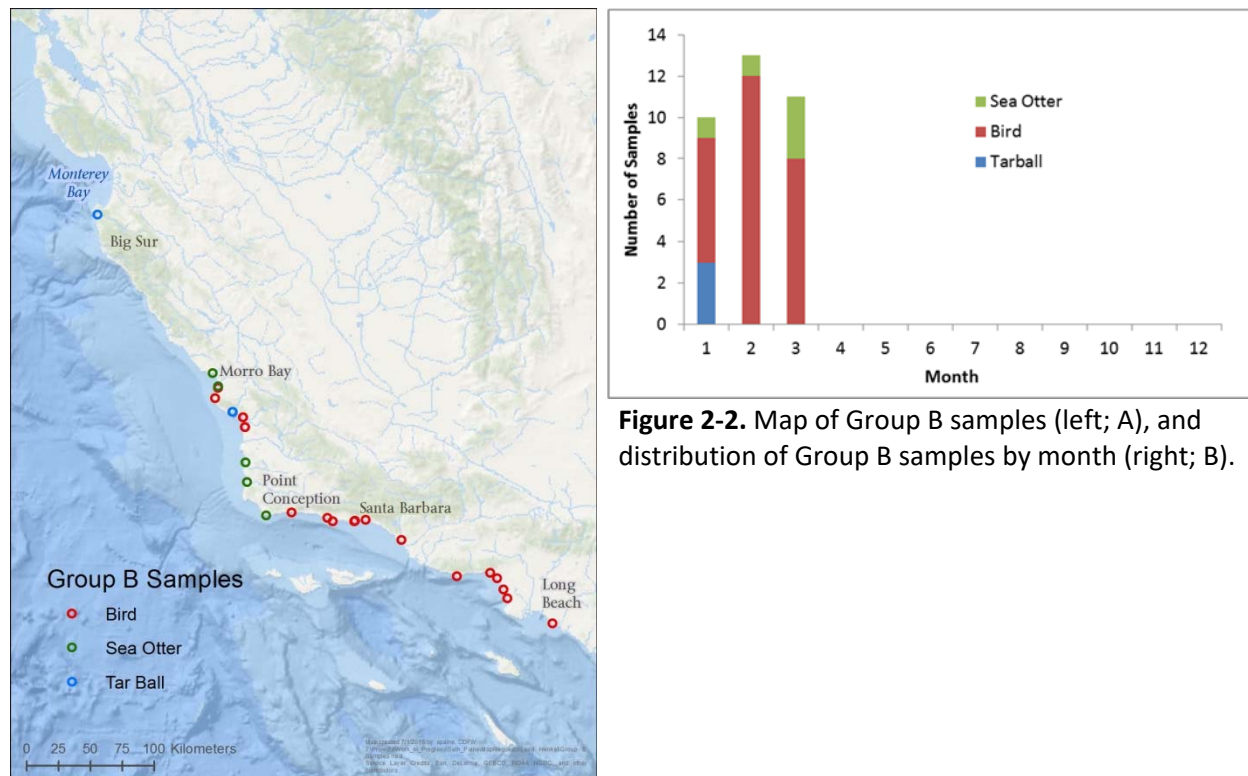 Monterey
Bay
Big Sur
Morro Bay
Point
Conception
Santa Barbara
Long
Beach
Group B Samples
Bird
Sea Otter
Tar Ball
0 25 50 75 100 Kilometers
Number of Samples
14
12
10
8
6
4
2
0
Sea Otter
Bird
Tarball
1 2 3 4 5 6 7 8 9 10 11 12
Month
Figure 2-2. Map of Group B samples (left; A), and
distribution of Group B samples by month (right; B).